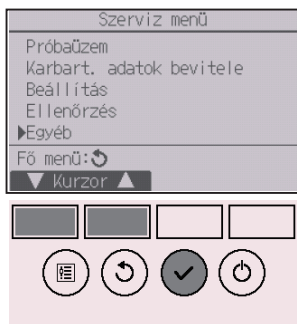 Szerviz menü
Próbaüzem
Karbart. adatok bevitele
Beállítás
Ellenőrzés
▶Egyéb
Fő menü:
▼ Kurzor ▲